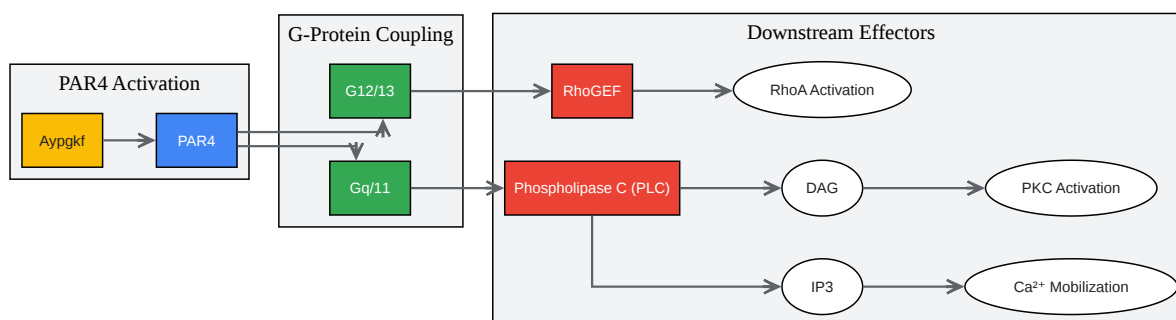 PAR4 Activation
Aypgkf
PAR4
G-Protein Coupling
G12/13
Gq/11
Downstream Effectors
RhoGEF
RhoA Activation
Phospholipase C (PLC)
DAG
PKC Activation
IP3
Ca²⁺ Mobilization